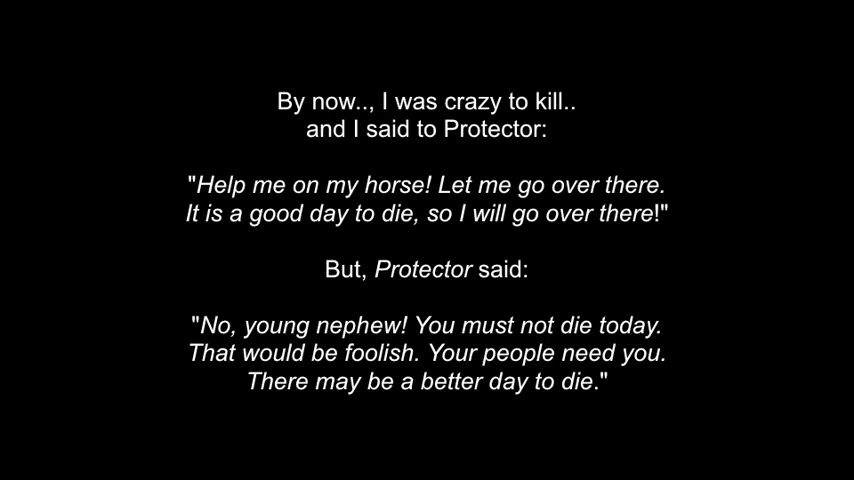 By now.., I was crazy to kill..
and I said to Protector:
"Help me on my horse! Let me go over there.
It is a good day to die, so I will go over there!"
But, Protector said:
"No, young nephew! You must not die today.
That would be foolish. Your people need you.
There may be a better day to die."